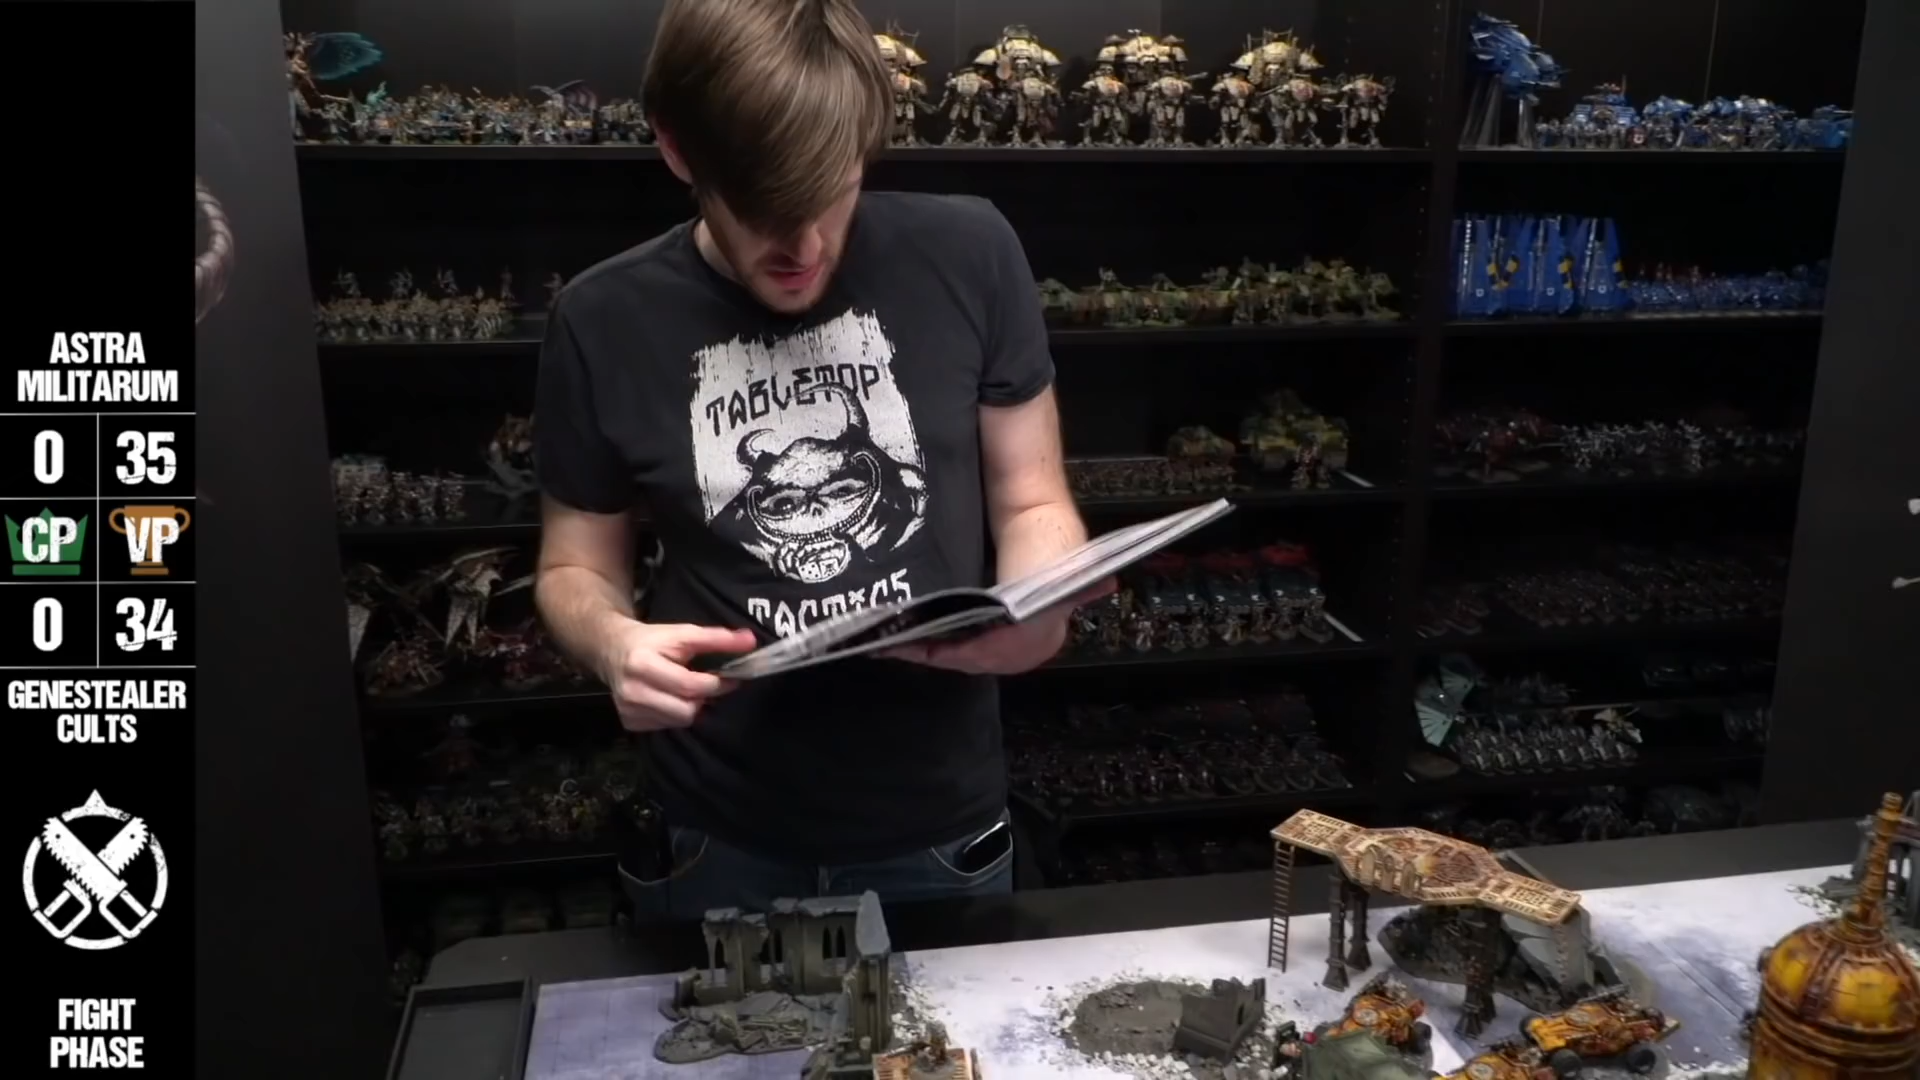 ASTRA
MILITARUM
0 35
CP VP
0 34
GENESTEALER
CULTS
FIGHT
PHASE
TABLETOP
TACTICS